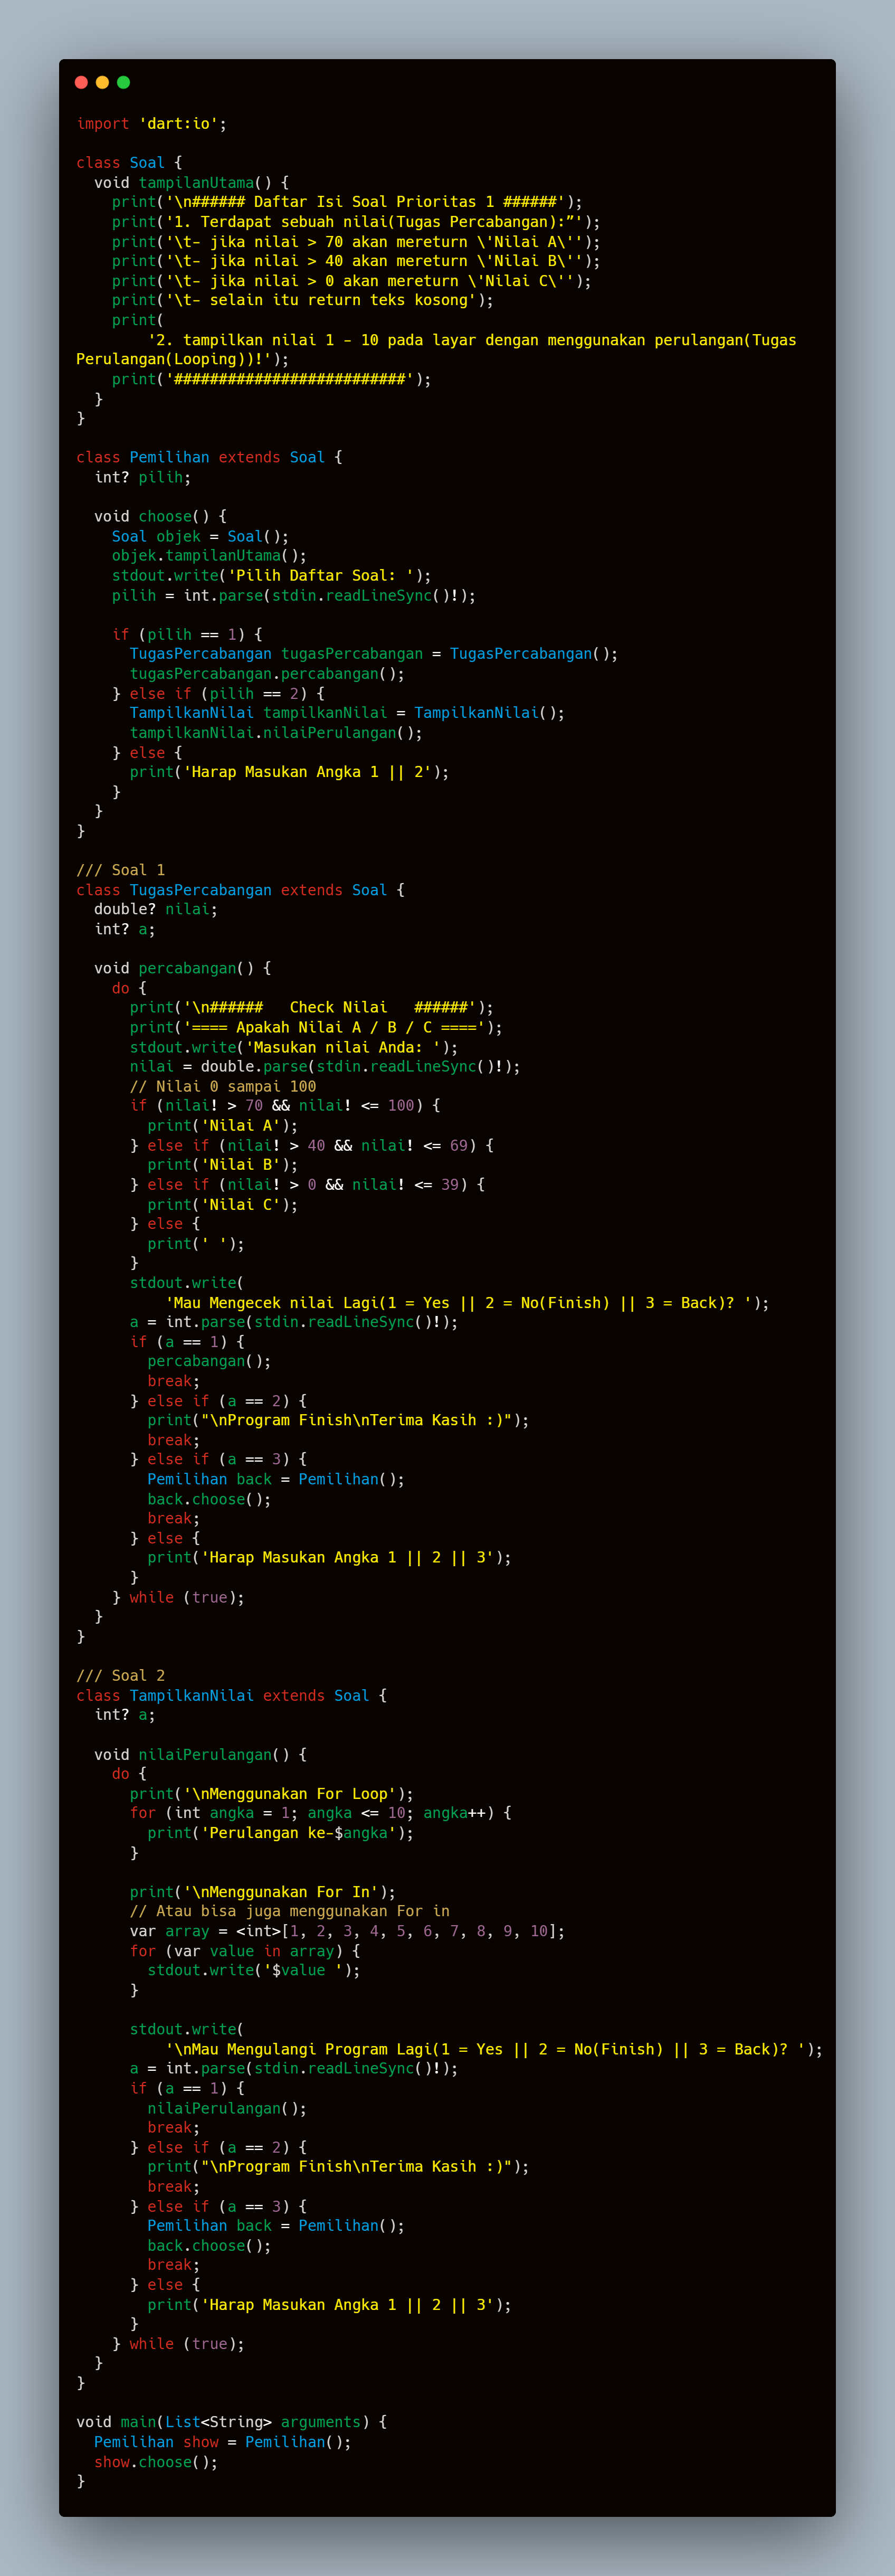 import 'dart:io';

class Soal {
  void tampilanUtama() {
    print('\n###### Daftar Isi Soal Prioritas 1 ######');
    print('1. Terdapat sebuah nilai(Tugas Percabangan):”');
    print('\t- jika nilai > 70 akan mereturn \'Nilai A\'');
    print('\t- jika nilai > 40 akan mereturn \'Nilai B\'');
    print('\t- jika nilai > 0 akan mereturn \'Nilai C\'');
    print('\t- selain itu return teks kosong');
    print(
        '2. tampilkan nilai 1 - 10 pada layar dengan menggunakan perulangan(Tugas
Perulangan(Looping))!');
    print('##########################');
  }
}

class Pemilihan extends Soal {
  int? pilih;

  void choose() {
    Soal objek = Soal();
    objek.tampilanUtama();
    stdout.write('Pilih Daftar Soal: ');
    pilih = int.parse(stdin.readLineSync()!);

    if (pilih == 1) {
      TugasPercabangan tugasPercabangan = TugasPercabangan();
      tugasPercabangan.percabangan();
    } else if (pilih == 2) {
      TampilkanNilai tampilkanNilai = TampilkanNilai();
      tampilkanNilai.nilaiPerulangan();
    } else {
      print('Harap Masukan Angka 1 || 2');
    }
  }
}

/// Soal 1
class TugasPercabangan extends Soal {
  double? nilai;
  int? a;

  void percabangan() {
    do {
      print('\n######   Check Nilai   ######');
      print('==== Apakah Nilai A / B / C ====');
      stdout.write('Masukan nilai Anda: ');
      nilai = double.parse(stdin.readLineSync()!);
      // Nilai 0 sampai 100
      if (nilai! > 70 && nilai! <= 100) {
        print('Nilai A');
      } else if (nilai! > 40 && nilai! <= 69) {
        print('Nilai B');
      } else if (nilai! > 0 && nilai! <= 39) {
        print('Nilai C');
      } else {
        print(' ');
      }
      stdout.write(
          'Mau Mengecek nilai Lagi(1 = Yes || 2 = No(Finish) || 3 = Back)? ');
      a = int.parse(stdin.readLineSync()!);
      if (a == 1) {
        percabangan();
        break;
      } else if (a == 2) {
        print("\nProgram Finish\nTerima Kasih :)");
        break;
      } else if (a == 3) {
        Pemilihan back = Pemilihan();
        back.choose();
        break;
      } else {
        print('Harap Masukan Angka 1 || 2 || 3');
      }
    } while (true);
  }
}

/// Soal 2
class TampilkanNilai extends Soal {
  int? a;

  void nilaiPerulangan() {
    do {
      print('\nMenggunakan For Loop');
      for (int angka = 1; angka <= 10; angka++) {
        print('Perulangan ke-$angka');
      }

      print('\nMenggunakan For In');
      // Atau bisa juga menggunakan For in
      var array = <int>[1, 2, 3, 4, 5, 6, 7, 8, 9, 10];
      for (var value in array) {
        stdout.write('$value ');
      }

      stdout.write(
          '\nMau Mengulangi Program Lagi(1 = Yes || 2 = No(Finish) || 3 = Back)? ');
      a = int.parse(stdin.readLineSync()!);
      if (a == 1) {
        nilaiPerulangan();
        break;
      } else if (a == 2) {
        print("\nProgram Finish\nTerima Kasih :)");
        break;
      } else if (a == 3) {
        Pemilihan back = Pemilihan();
        back.choose();
        break;
      } else {
        print('Harap Masukan Angka 1 || 2 || 3');
      }
    } while (true);
  }
}

void main(List<String> arguments) {
  Pemilihan show = Pemilihan();
  show.choose();
}